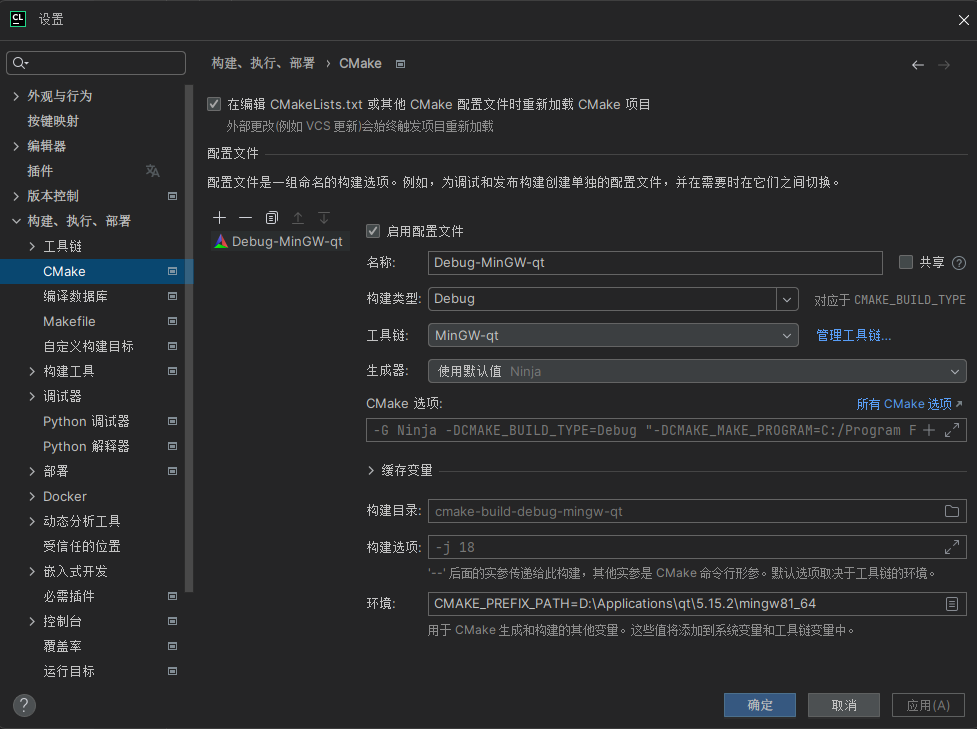 CL 设置
构建、执行、部署 › CMake
外观与行为
按键映射
编辑器
插件
版本控制
构建、执行、部署
工具链
CMake
编译数据库
Makefile
自定义构建目标
构建工具
调试器
Python 调试器
Python 解释器
部署
Docker
动态分析工具
受信任的位置
嵌入式开发
必需插件
控制台
覆盖率
运行目标
在编辑 CMakeLists.txt 或其他 CMake 配置文件时重新加载 CMake 项目
外部更改(例如 VCS 更新)会始终触发项目重新加载
配置文件
配置文件是一组命名的构建选项。例如，为调试和发布构建创建单独的配置文件，并在需要时在它们之间切换。
Debug-MinGW-qt
启用配置文件
名称: Debug-MinGW-qt 共享
构建类型: Debug 对应于 CMAKE_BUILD_TYPE
工具链: MinGW-qt 管理工具链...
生成器: 使用默认值 Ninja
CMake 选项: 所有 CMake 选项↗
-G Ninja -DCMAKE_BUILD_TYPE=Debug "-DCMAKE_MAKE_PROGRAM=C:/Program F
缓存变量
构建目录: cmake-build-debug-mingw-qt
构建选项: -j 18
'--' 后面的实参传递给此构建，其他实参是 CMake 命令行形参。默认选项取决于工具链的环境。
环境: CMAKE_PREFIX_PATH=D:\Applications\qt\5.15.2\mingw81_64
用于 CMake 生成和构建的其他变量。这些值将添加到系统变量和工具链变量中。
? 确定 取消 应用(A)